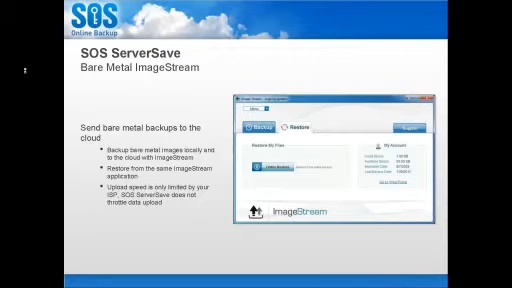 SOS
Online Backup
SOS ServerSave
Bare Metal ImageStream
Send bare metal backups to the
cloud
Backup bare metal images locally and
to the cloud with ImageStream
Restore from the same ImageStream
application
Upload speed is only limited by your
ISP, SOS ServerSave does not
throttle data upload
Menu
Backup
Restore
Restore My Files
My Account
ImageStream